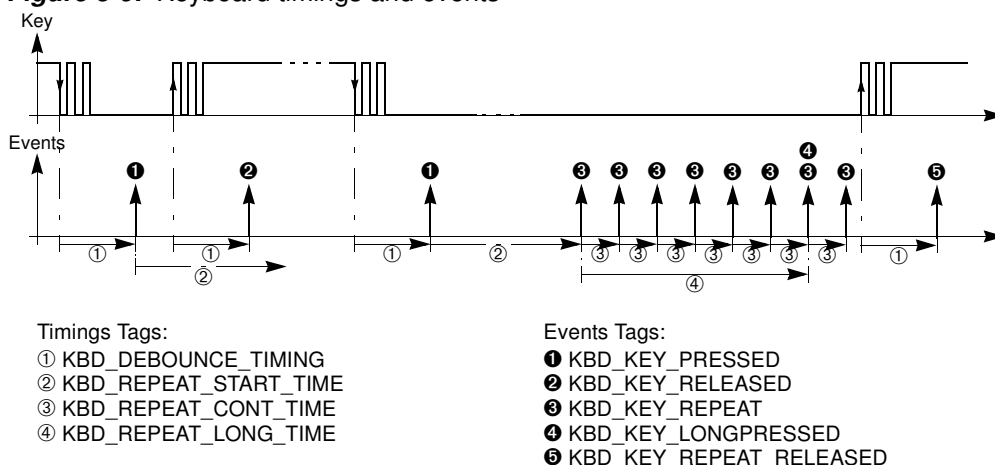 Figure Keyboard timings and events
Key
Events
❹
❶ ❷ ❶ ❸ ❸ ❸ ❸ ❸ ❸ ❸ ❸ ❺
① ① ① ② ③ ③ ③ ③ ③ ③ ③ ①
② ④
Timings Tags:
① KBD_DEBOUNCE_TIMING
② KBD_REPEAT_START_TIME
③ KBD_REPEAT_CONT_TIME
④ KBD_REPEAT_LONG_TIME
Events Tags:
❶ KBD_KEY_PRESSED
❷ KBD_KEY_RELEASED
❸ KBD_KEY_REPEAT
❹ KBD_KEY_LONGPRESSED
❺ KBD_KEY_REPEAT_RELEASED